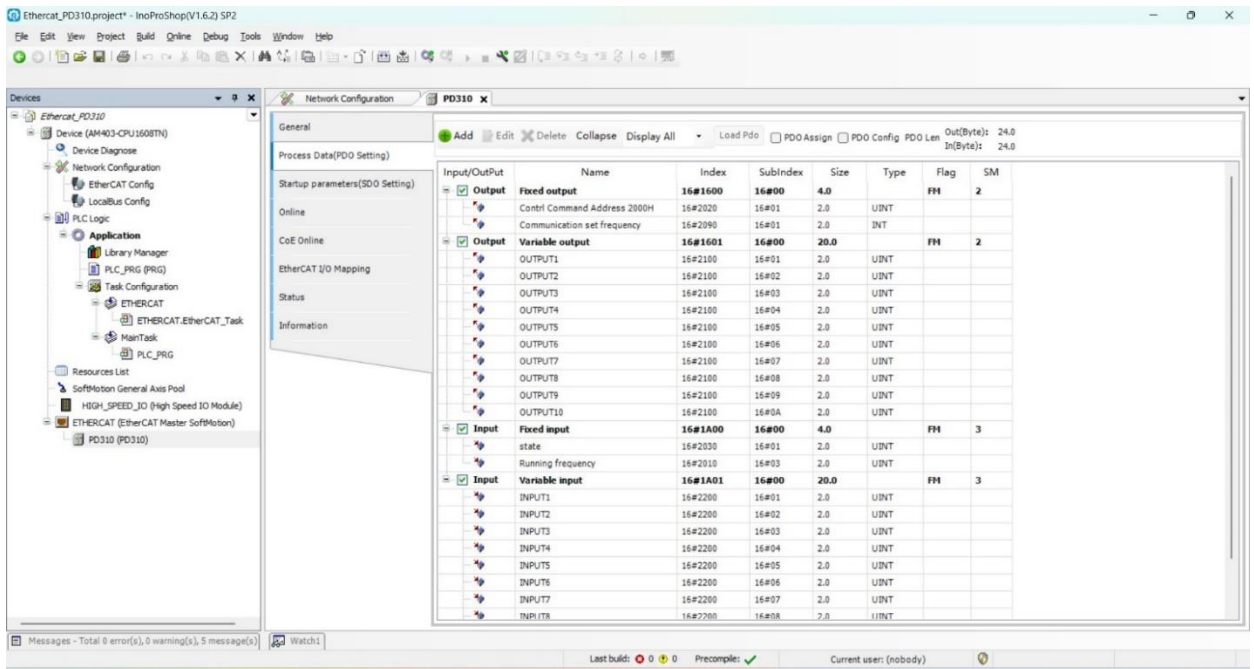 Ethercat_PD310.project* - InoProShop(V1.6.2) SP2
File Edit View Project Build Online Debug Tools Window Help
Devices
Ethercat_PD310
Device (AM403-CPU1608TN)
Device Diagnose
Network Configuration
EtherCAT Config
LocalBus Config
PLC Logic
Application
Library Manager
PLC_PRG (PRG)
Task Configuration
ETHERCAT
ETHERCAT.EtherCAT_Task
MainTask
PLC_PRG
Resources List
SoftMotion General Axis Pool
HIGH_SPEED_IO (High Speed IO Module)
ETHERCAT (EtherCAT Master SoftMotion)
PD310 (PD310)
Network Configuration PD310
General
Process Data(PDO Setting)
Startup parameters(SDO Setting)
Online
CoE Online
EtherCAT I/O Mapping
Status
Information
Add Edit Delete Collapse Display All Load Pdo PDO Assign PDO Config PDO Len Out(Byte): 24.0
In(Byte): 24.0
Input/OutPut Name Index SubIndex Size Type Flag SM
Output Fixed output 16#1600 16#00 4.0 FM 2
Contrl Command Address 2000H 16#2020 16#01 2.0 UINT
Communication set frequency 16#2090 16#01 2.0 INT
Output Variable output 16#1601 16#00 20.0 FM 2
OUTPUT1 16#2100 16#01 2.0 UINT
OUTPUT2 16#2100 16#02 2.0 UINT
OUTPUT3 16#2100 16#03 2.0 UINT
OUTPUT4 16#2100 16#04 2.0 UINT
OUTPUT5 16#2100 16#05 2.0 UINT
OUTPUT6 16#2100 16#06 2.0 UINT
OUTPUT7 16#2100 16#07 2.0 UINT
OUTPUT8 16#2100 16#08 2.0 UINT
OUTPUT9 16#2100 16#09 2.0 UINT
OUTPUT10 16#2100 16#0A 2.0 UINT
Input Fixed input 16#1A00 16#00 4.0 FM 3
state 16#2030 16#01 2.0 UINT
Running frequency 16#2010 16#03 2.0 UINT
Input Variable input 16#1A01 16#00 20.0 FM 3
INPUT1 16#2200 16#01 2.0 UINT
INPUT2 16#2200 16#02 2.0 UINT
INPUT3 16#2200 16#03 2.0 UINT
INPUT4 16#2200 16#04 2.0 UINT
INPUT5 16#2200 16#05 2.0 UINT
INPUT6 16#2200 16#06 2.0 UINT
INPUT7 16#2200 16#07 2.0 UINT
INPUT8 16#2200 16#08 2.0 UINT
Messages - Total 0 error(s), 0 warning(s), 5 message(s) Watch1
Last build: 0 0 Precompile: Current user: (nobody)